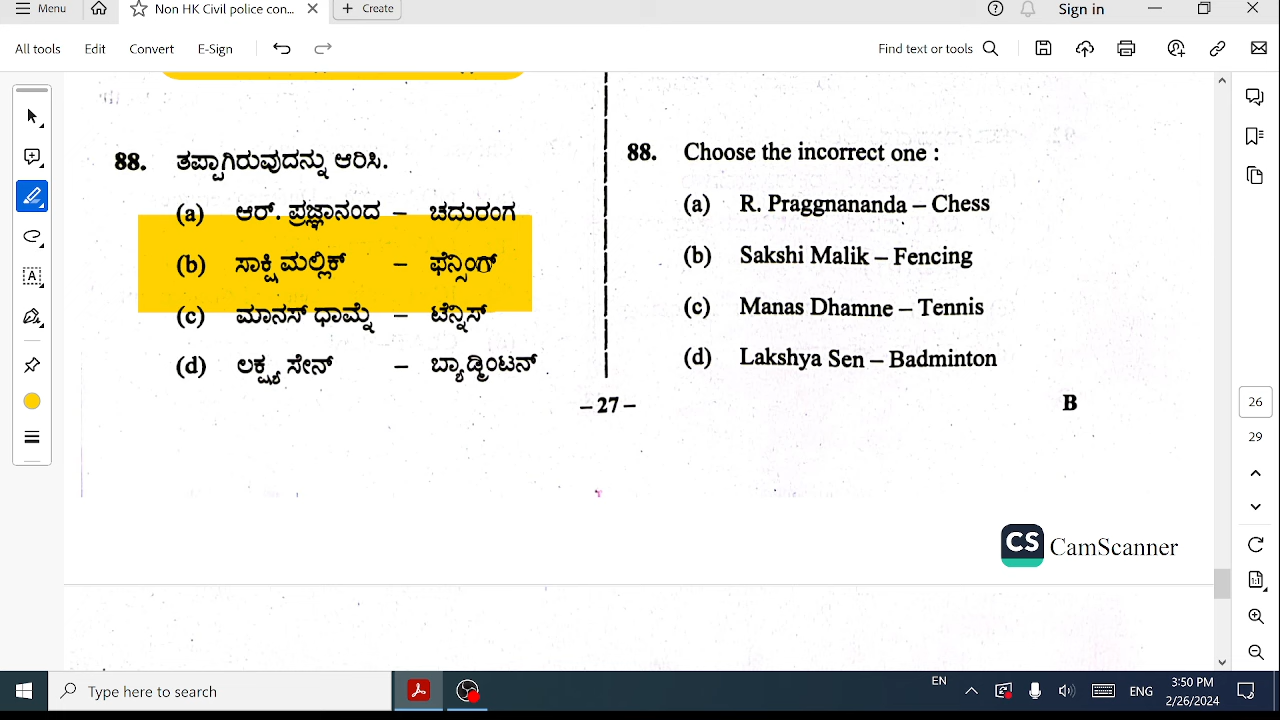 Menu
Non HK Civil police con...
+ Create
Sign in
All tools
Edit
Convert
E-Sign
Find text or tools
88. ತಪ್ಪಾಗಿರುವುದನ್ನು ಆರಿಸಿ.
(a) ಆರ್. ಪ್ರಜ್ಞಾನಂದ – ಚದುರಂಗ
(b) ಸಾಕ್ಷಿ ಮಲ್ಲಿಕ್ – ಫೆನ್ಸಿಂಗ್
(c) ಮಾನಸ್ ಧಾಮ್ನೆ – ಟೆನ್ನಿಸ್
(d) ಲಕ್ಷ್ಯ ಸೇನ್ – ಬ್ಯಾಡ್ಮಿಂಟನ್
88. Choose the incorrect one :
(a) R. Praggnananda – Chess
(b) Sakshi Malik – Fencing
(c) Manas Dhamne – Tennis
(d) Lakshya Sen – Badminton
– 27 –
B
26
29
CS CamScanner
Type here to search
EN
ENG
3:50 PM
2/26/2024